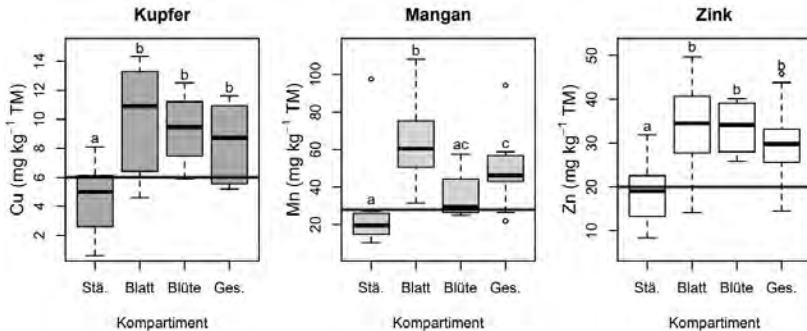 Kupfer
Cu (mg kg⁻¹ TM)
14
12
10
8
6
4
2
a
b
b
b
Stä. Blatt Blüte Ges.
Kompartiment
Mangan
Mn (mg kg⁻¹ TM)
100
80
60
40
20
a
b
ac
c
Stä. Blatt Blüte Ges.
Kompartiment
Zink
Zn (mg kg⁻¹ TM)
50
40
30
20
10
a
b
b
b
Stä. Blatt Blüte Ges.
Kompartiment